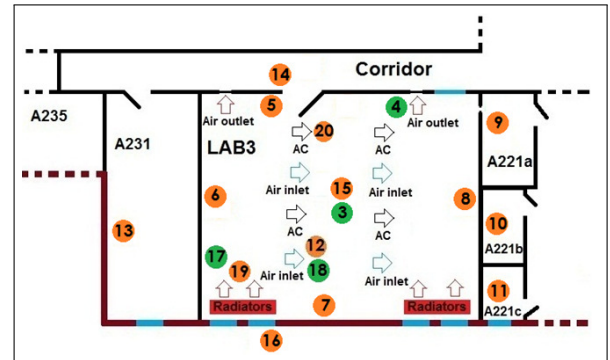 14
Corridor
5
4
A235
A231
Air outlet
Air outlet
9
LAB3
20
AC
AC
A221a
Air inlet
Air inlet
6
15
8
3
13
AC
AC
10
12
A221b
17
18
19
Air inlet
Air inlet
11
7
Radiators
Radiators
A221c
16